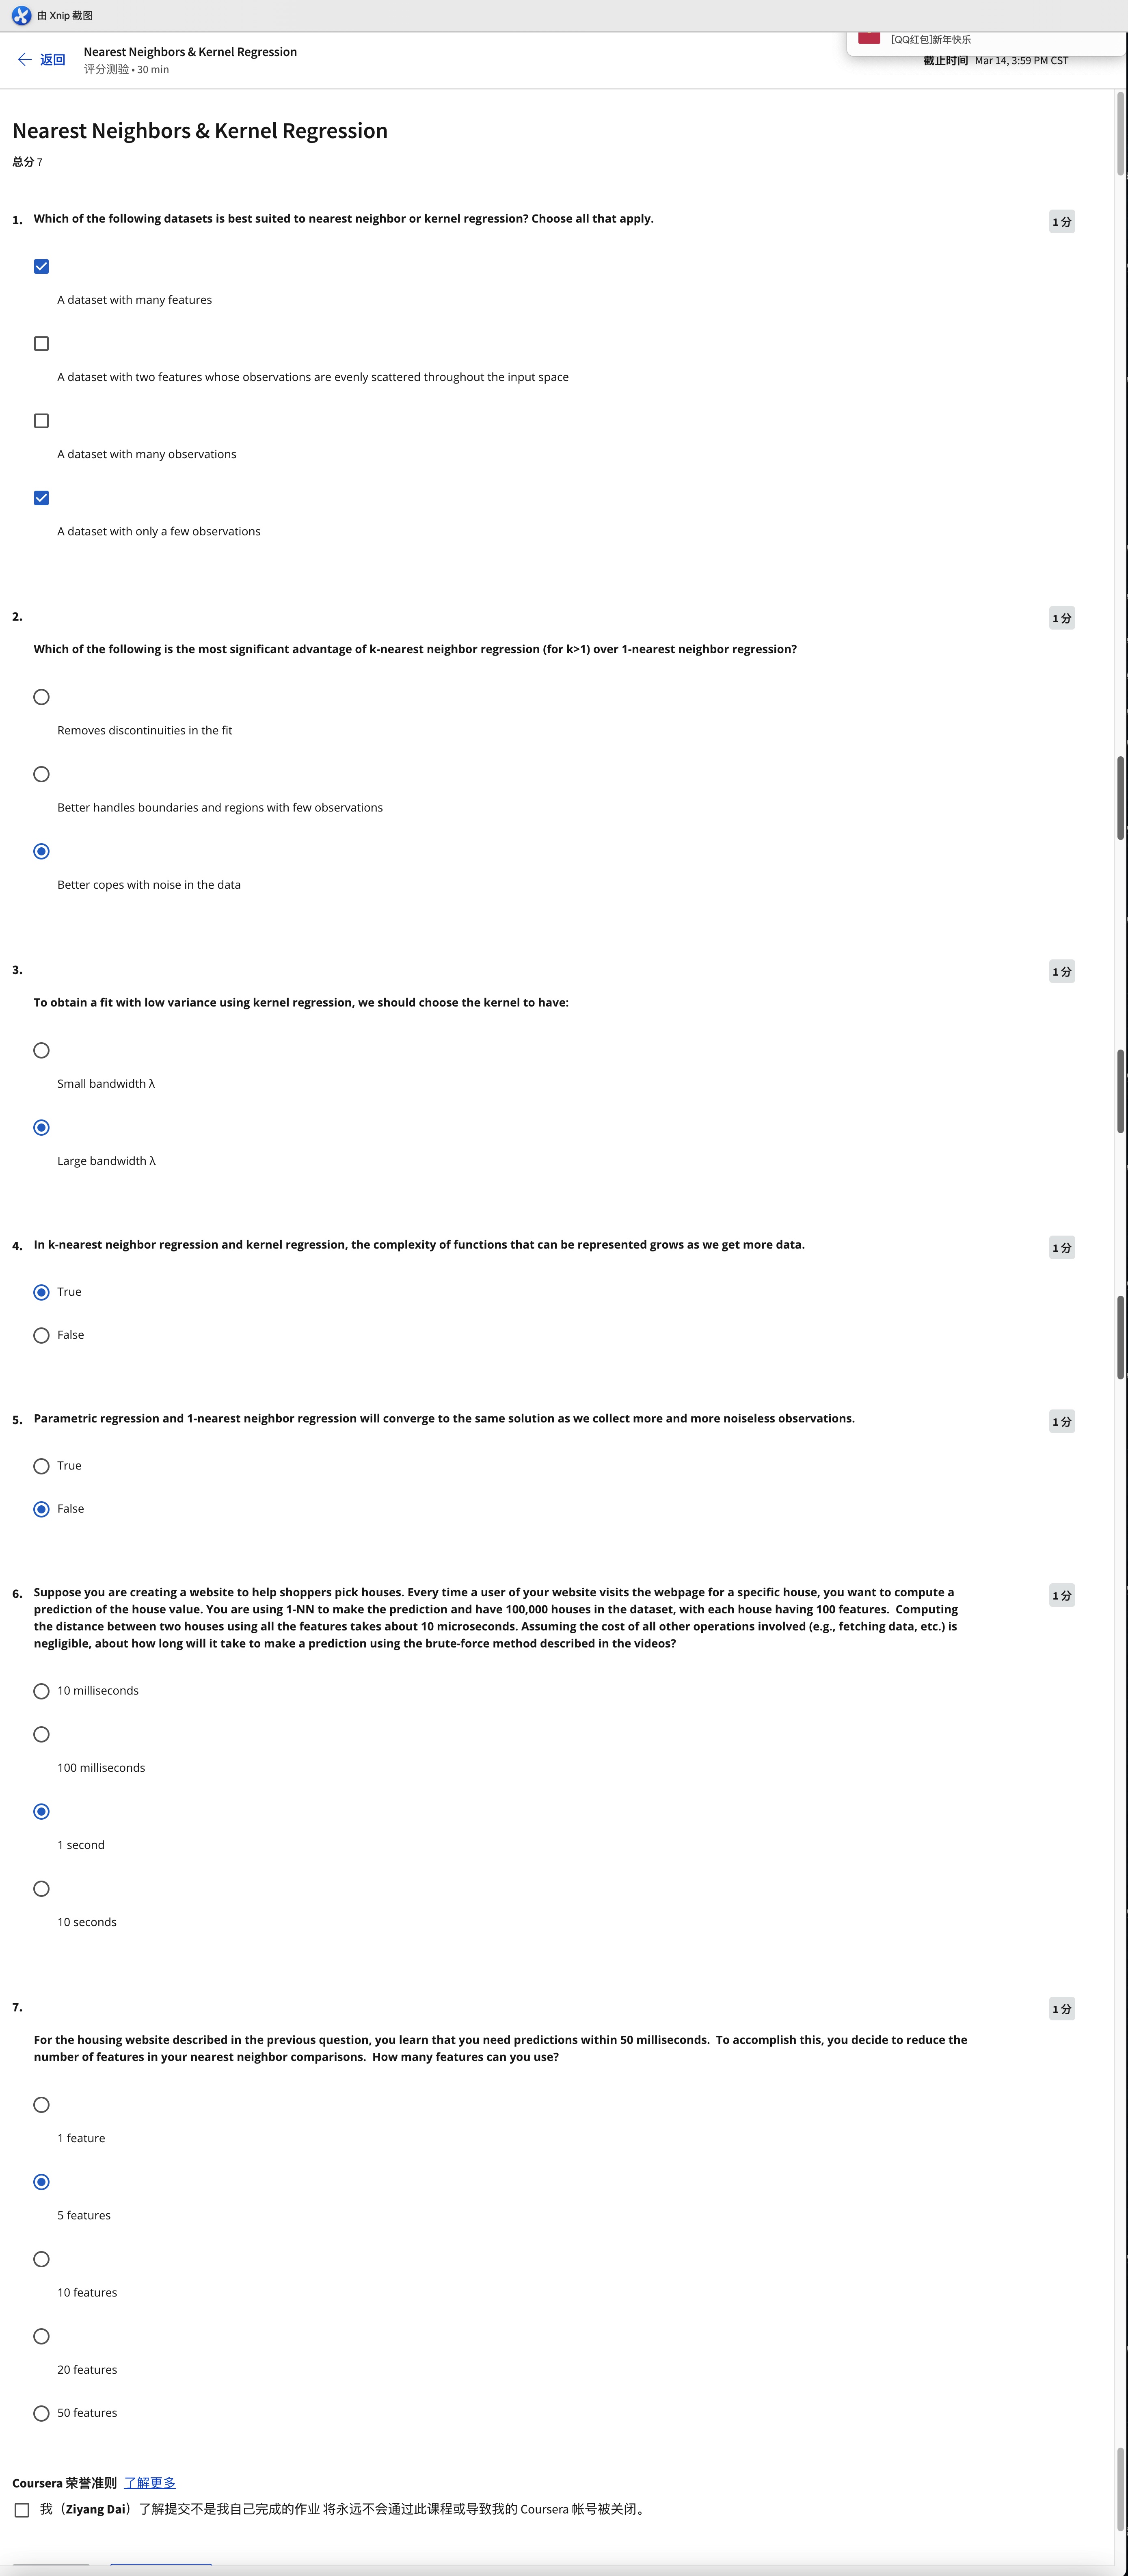 由 Xnip 截图
[QQ红包]新年快乐
返回
Nearest Neighbors & Kernel Regression
评分测验 • 30 min
截止时间 Mar 14, 3:59 PM CST
Nearest Neighbors & Kernel Regression
总分 7
1. Which of the following datasets is best suited to nearest neighbor or kernel regression? Choose all that apply.
1 分
A dataset with many features
A dataset with two features whose observations are evenly scattered throughout the input space
A dataset with many observations
A dataset with only a few observations
2.
1 分
Which of the following is the most significant advantage of k-nearest neighbor regression (for k>1) over 1-nearest neighbor regression?
Removes discontinuities in the fit
Better handles boundaries and regions with few observations
Better copes with noise in the data
3.
1 分
To obtain a fit with low variance using kernel regression, we should choose the kernel to have:
Small bandwidth λ
Large bandwidth λ
4. In k-nearest neighbor regression and kernel regression, the complexity of functions that can be represented grows as we get more data.
1 分
True
False
5. Parametric regression and 1-nearest neighbor regression will converge to the same solution as we collect more and more noiseless observations.
1 分
True
False
6. Suppose you are creating a website to help shoppers pick houses. Every time a user of your website visits the webpage for a specific house, you want to compute a
1 分
prediction of the house value. You are using 1-NN to make the prediction and have 100,000 houses in the dataset, with each house having 100 features. Computing
the distance between two houses using all the features takes about 10 microseconds. Assuming the cost of all other operations involved (e.g., fetching data, etc.) is
negligible, about how long will it take to make a prediction using the brute-force method described in the videos?
10 milliseconds
100 milliseconds
1 second
10 seconds
7.
1 分
For the housing website described in the previous question, you learn that you need predictions within 50 milliseconds. To accomplish this, you decide to reduce the
number of features in your nearest neighbor comparisons. How many features can you use?
1 feature
5 features
10 features
20 features
50 features
Coursera 荣誉准则 了解更多
我（Ziyang Dai）了解提交不是我自己完成的作业 将永远不会通过此课程或导致我的 Coursera 帐号被关闭。